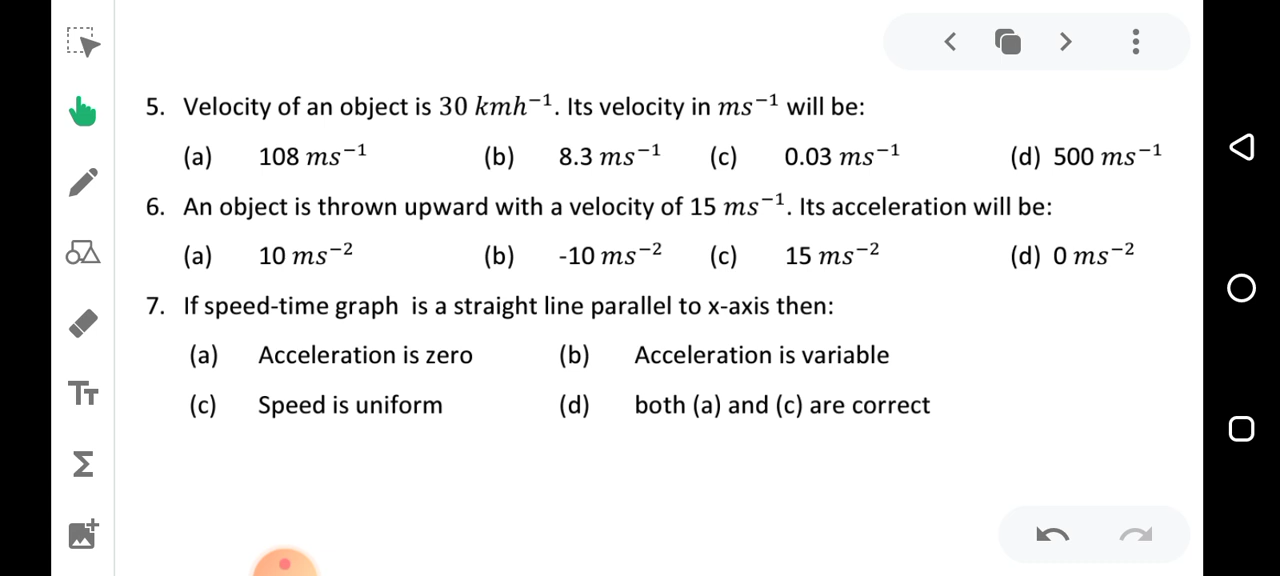 5. Velocity of an object is 30 kmh⁻¹. Its velocity in ms⁻¹ will be:
(a) 108 ms⁻¹ (b) 8.3 ms⁻¹ (c) 0.03 ms⁻¹ (d) 500 ms⁻¹
6. An object is thrown upward with a velocity of 15 ms⁻¹. Its acceleration will be:
(a) 10 ms⁻² (b) -10 ms⁻² (c) 15 ms⁻² (d) 0 ms⁻²
7. If speed-time graph is a straight line parallel to x-axis then:
(a) Acceleration is zero (b) Acceleration is variable
(c) Speed is uniform (d) both (a) and (c) are correct
Tт
Σ